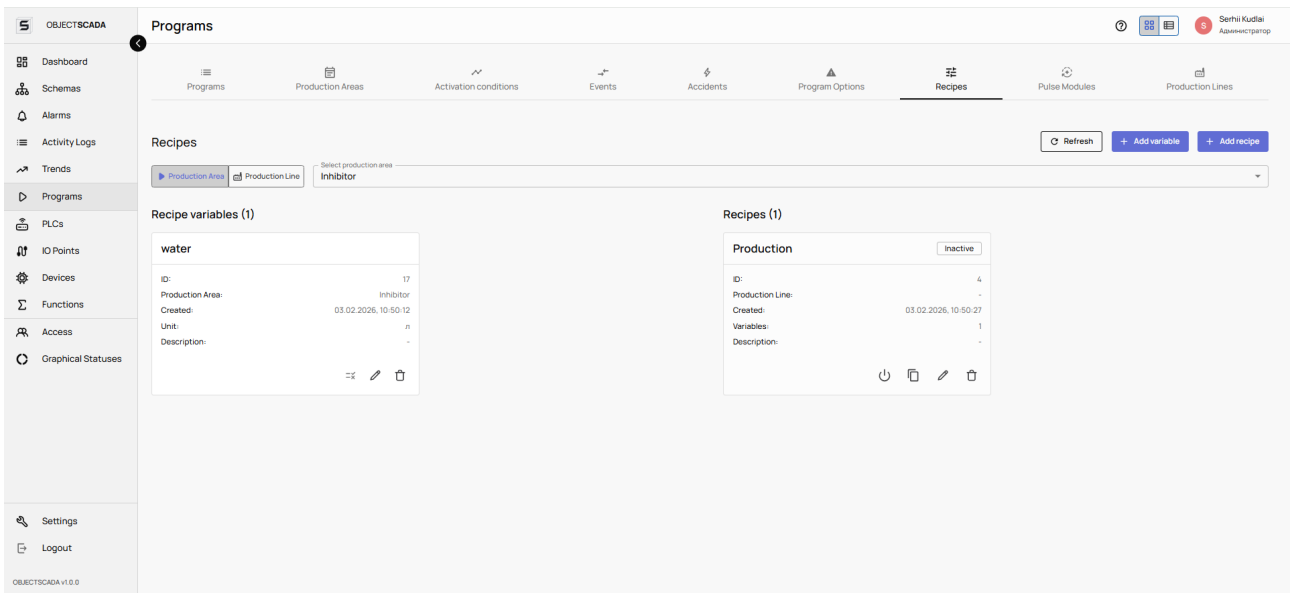 S OBJECTSCADA
Programs
S
Serhii Kudlai
Администратор
Dashboard
Schemas
Alarms
Activity Logs
Trends
Programs
PLCs
IO Points
Devices
Functions
Access
Graphical Statuses
Settings
Logout
OBJECTSCADA v1.0.0
Programs Production Areas Activation conditions Events Accidents Program Options Recipes Pulse Modules Production Lines
Recipes
Refresh + Add variable + Add recipe
Production Area Production Line
Select production area
Inhibitor
Recipe variables (1)
water
ID: 17
Production Area: Inhibitor
Created: 03.02.2026, 10:50:12
Unit: л
Description: -
Recipes (1)
Production Inactive
ID: 4
Production Line: -
Created: 03.02.2026, 10:50:27
Variables: 1
Description: -